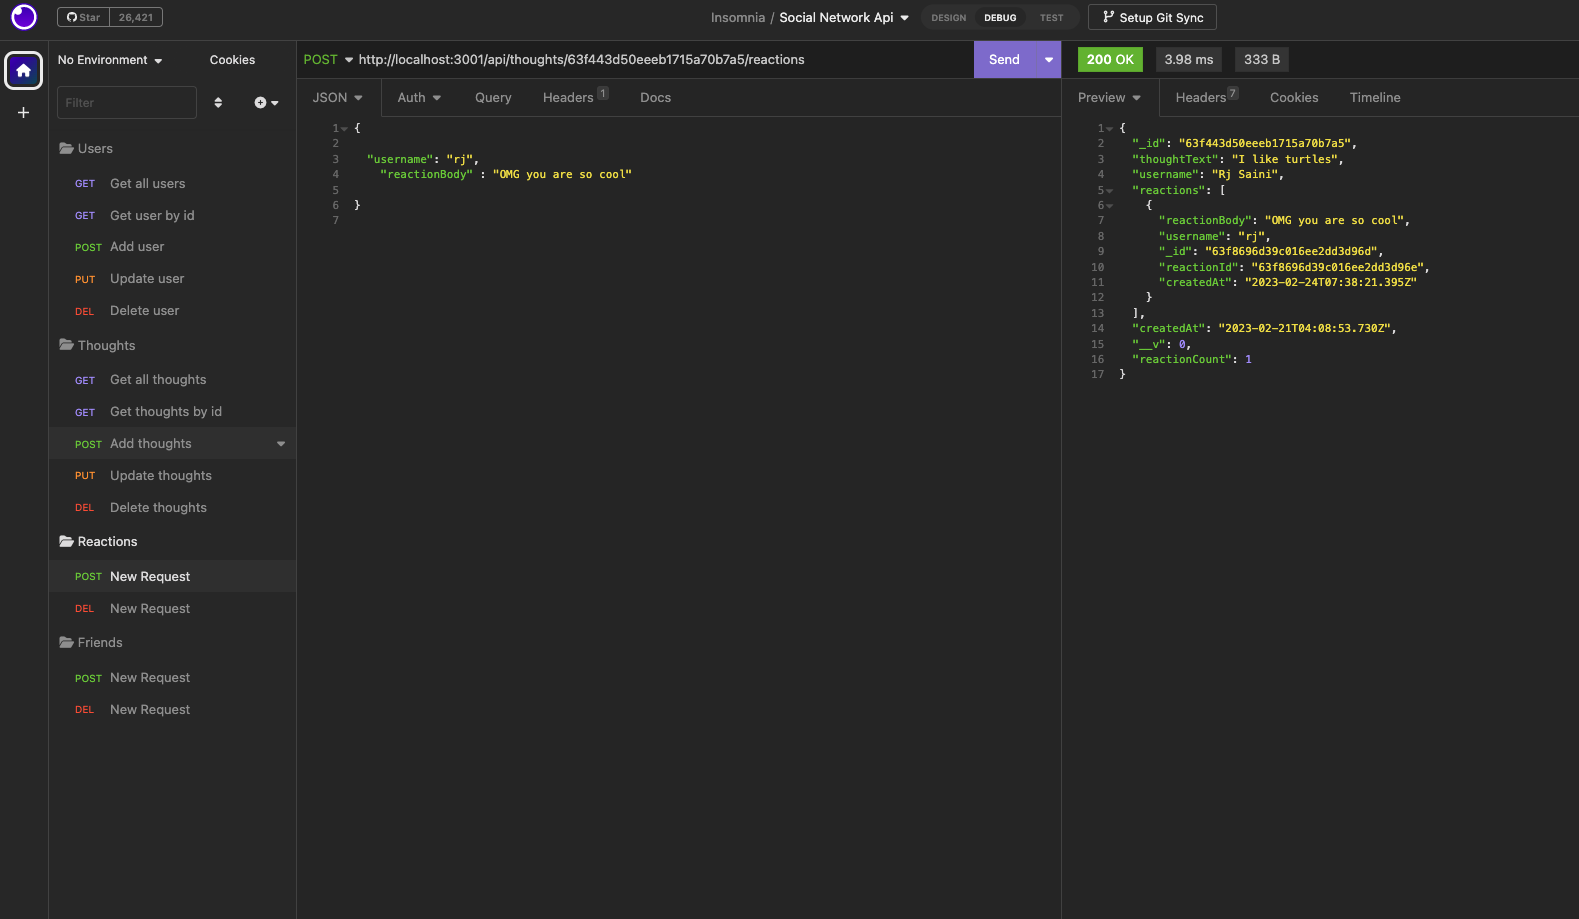 Star 26,421
Insomnia / Social Network Api
DESIGN DEBUG TEST
Setup Git Sync
No Environment Cookies
Filter
Users
GET Get all users
GET Get user by id
POST Add user
PUT Update user
DEL Delete user
Thoughts
GET Get all thoughts
GET Get thoughts by id
POST Add thoughts
PUT Update thoughts
DEL Delete thoughts
Reactions
POST New Request
DEL New Request
Friends
POST New Request
DEL New Request
POST http://localhost:3001/api/thoughts/63f443d50eeeb1715a70b7a5/reactions Send
JSON Auth Query Headers 1 Docs
1 {
2
3 "username": "rj",
4 "reactionBody" : "OMG you are so cool"
5
6 }
7
200 OK 3.98 ms 333 B
Preview Headers 7 Cookies Timeline
1 {
2 "_id": "63f443d50eeeb1715a70b7a5",
3 "thoughtText": "I like turtles",
4 "username": "Rj Saini",
5 "reactions": [
6 {
7 "reactionBody": "OMG you are so cool",
8 "username": "rj",
9 "_id": "63f8696d39c016ee2dd3d96d",
10 "reactionId": "63f8696d39c016ee2dd3d96e",
11 "createdAt": "2023-02-24T07:38:21.395Z"
12 }
13 ],
14 "createdAt": "2023-02-21T04:08:53.730Z",
15 "__v": 0,
16 "reactionCount": 1
17 }